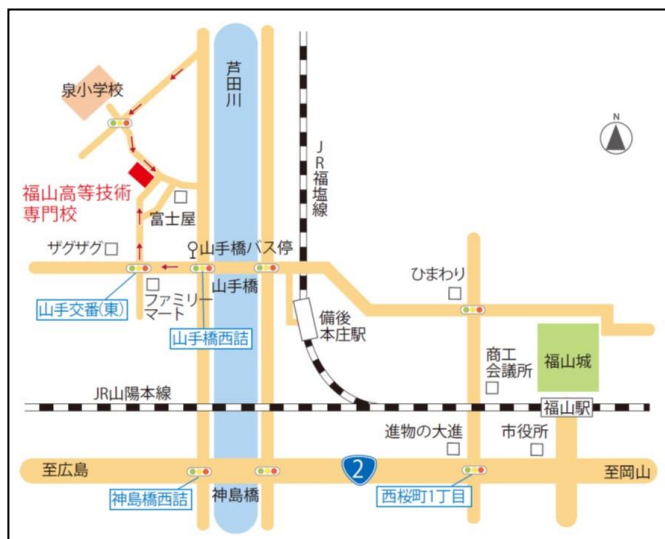 泉小学校
芦田川
N
JR福塩線
福山高等技術
専門校
富士屋
ザグザグ
山手橋バス停
ひまわり
山手橋
山手交番(東)
ファミリー
マート
山手橋西詰
備後
本庄駅
商工
会議所
福山城
JR山陽本線
福山駅
進物の大進
市役所
至広島
2
至岡山
神島橋西詰
神島橋
西桜町1丁目